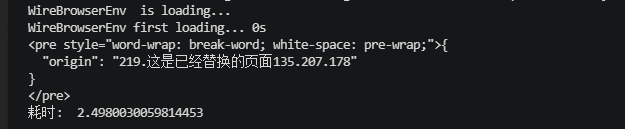 WireBrowserEnv  is loading...
WireBrowserEnv first loading... 0s
<pre style="word-wrap: break-word; white-space: pre-wrap;">{
  "origin": "219.这是已经替换的页面135.207.178"
}
</pre>
耗时:  2.4980030059814453